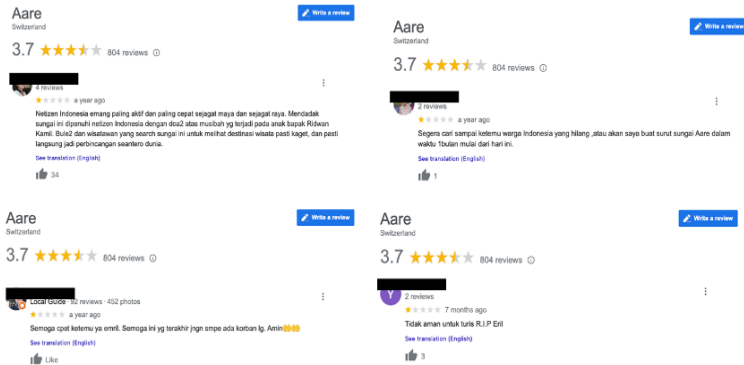 Aare
Switzerland
Write a review
3.7 804 reviews
4 reviews
a year ago
Netizen Indonesia emang paling aktif dan paling cepat sejagat maya dan sejagat raya. Mendadak
sungai ini diponuhi netizen Indonesia dengan doa2 atas musibah yg terjadi pada anak bapak Ridwan
Kamil. Bule2 dan wisatawan yang search sungai ini untuk melihat destinasi wisata pasti kaget, dan pasti
langsung jadi perbincangan seantero dunia.
See translation (English)
34
Aare
Switzerland
Write a review
3.7 804 reviews
2 reviews
a year ago
Segera cari sampai ketemu warga Indonesia yang hilang ,atau akan saya buat surut sungai Aare dalam
waktu 1bulan mulai dari hari ini.
See translation (English)
1
Aare
Switzerland
Write a review
3.7 804 reviews
Local Guide · 92 reviews · 452 photos
a year ago
Semoga cpet ketemu ya emril. Semoga ini yg terakhir jngn smpe ada korban lg. Amin
See translation (English)
Like
Aare
Switzerland
Write a review
3.7 804 reviews
Y
2 reviews
7 months ago
Tidak aman untuk turis R.I.P Eril
See translation (English)
3